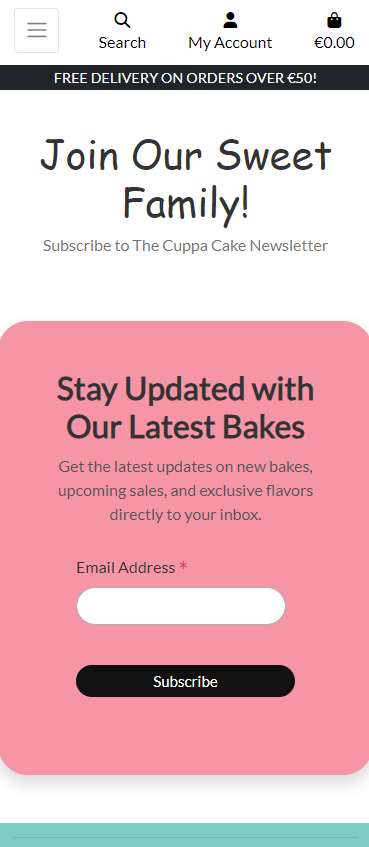 Search
My Account
€0.00
FREE DELIVERY ON ORDERS OVER €50!
Join Our Sweet
Family!
Subscribe to The Cuppa Cake Newsletter
Stay Updated with
Our Latest Bakes
Get the latest updates on new bakes,
upcoming sales, and exclusive flavors
directly to your inbox.
Email Address *
Subscribe